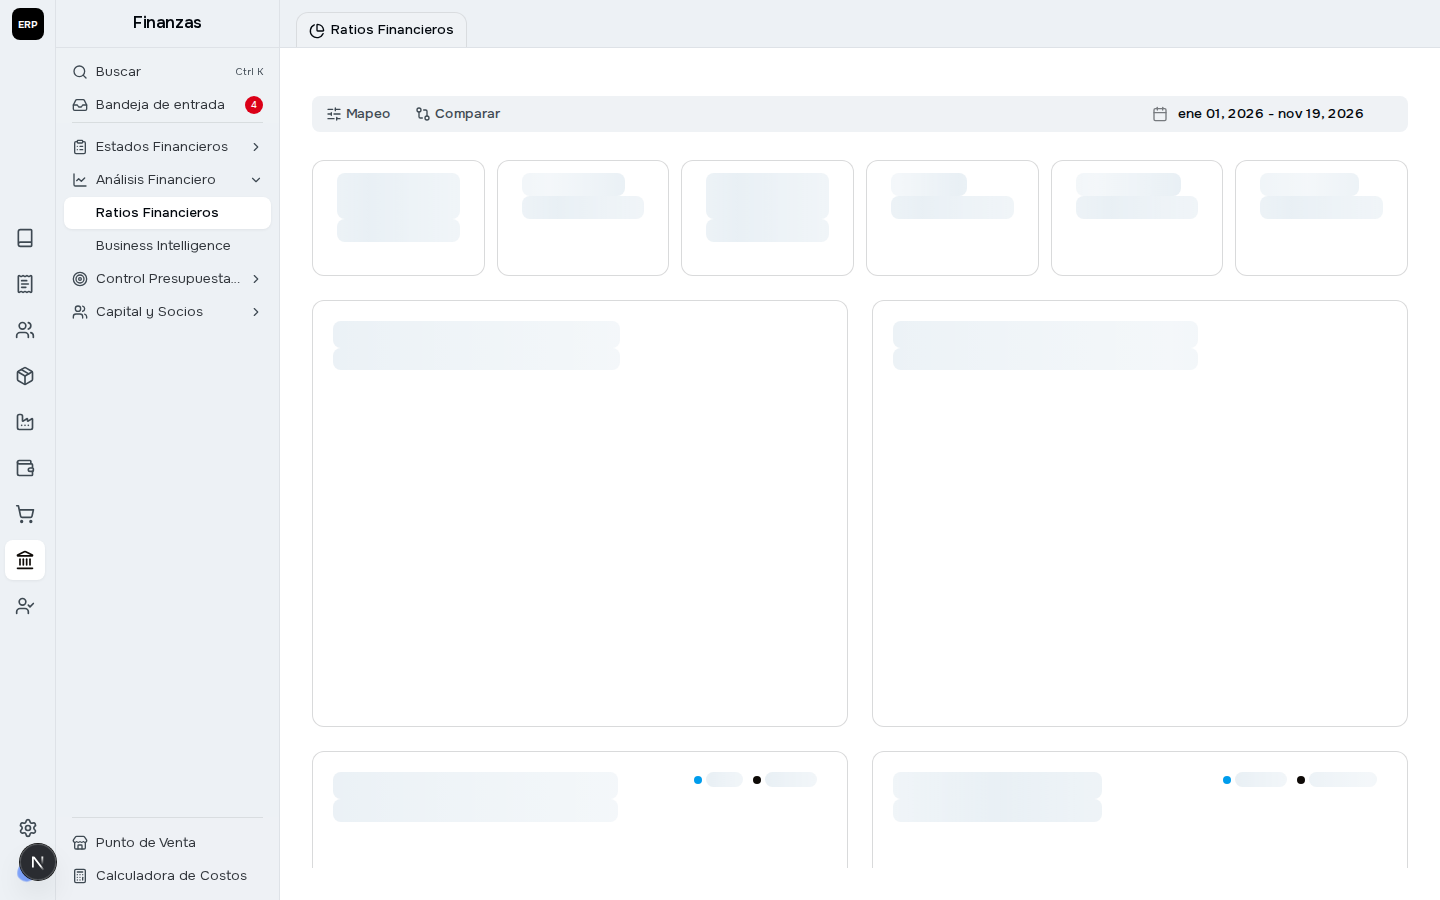 ERP
Finanzas
Ratios Financieros
Buscar
Ctrl K
Bandeja de entrada
4
Estados Financieros
Análisis Financiero
Ratios Financieros
Business Intelligence
Control Presupuesta...
Capital y Socios
Punto de Venta
Calculadora de Costos
N
Mapeo
Comparar
ene 01, 2026 - nov 19, 2026